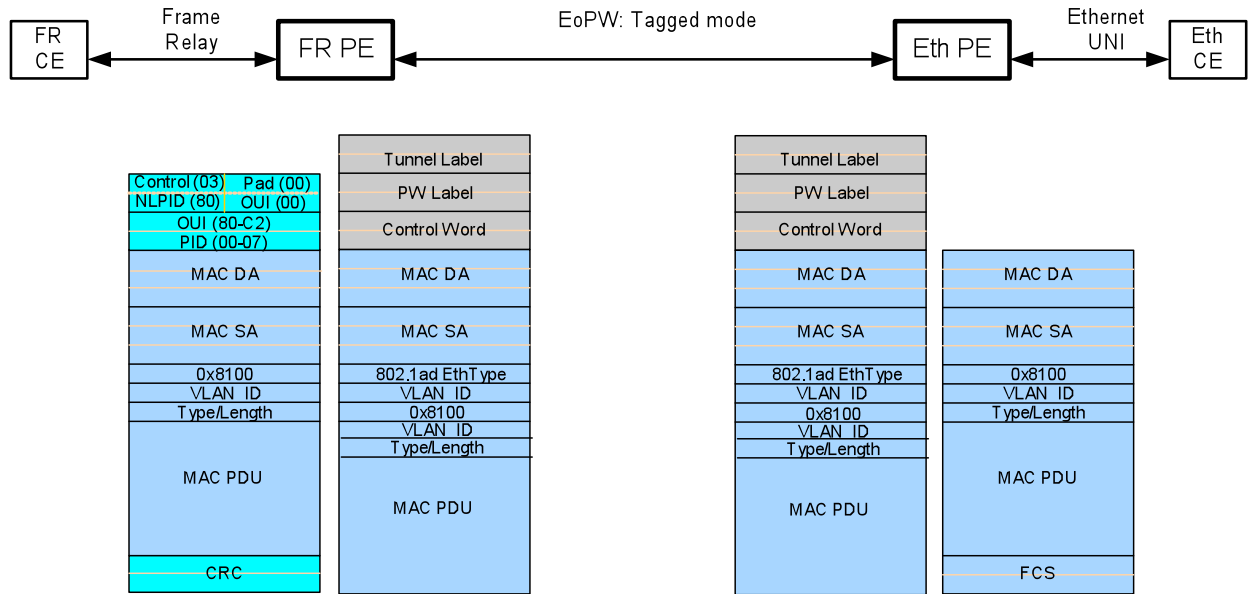 FR CE
Frame Relay
FR PE
EoPW: Tagged mode
Eth PE
Ethernet UNI
Eth CE
Control (03) Pad (00)
NLPID (80) OUI (00)
OUI (80-C2)
PID (00-07)
MAC DA
MAC SA
0x8100
VLAN ID
Type/Length
MAC PDU
CRC
Tunnel Label
PW Label
Control Word
MAC DA
MAC SA
802.1ad EthType
VLAN ID
0x8100
VLAN ID
Type/Length
MAC PDU
Tunnel Label
PW Label
Control Word
MAC DA
MAC SA
802.1ad EthType
VLAN ID
0x8100
VLAN ID
Type/Length
MAC PDU
MAC DA
MAC SA
0x8100
VLAN ID
Type/Length
MAC PDU
FCS